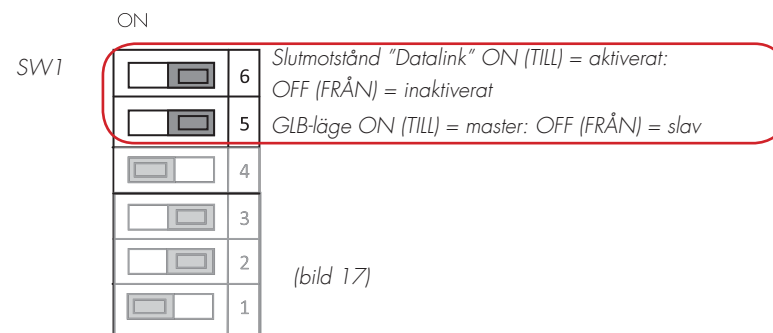 ON
SW1
6 Slutmotstånd ”Datalink” ON (TILL) = aktiverat:
OFF (FRÅN) = inaktiverat
5 GLB-läge ON (TILL) = master: OFF (FRÅN) = slav
4
3
2
(bild 17)
1